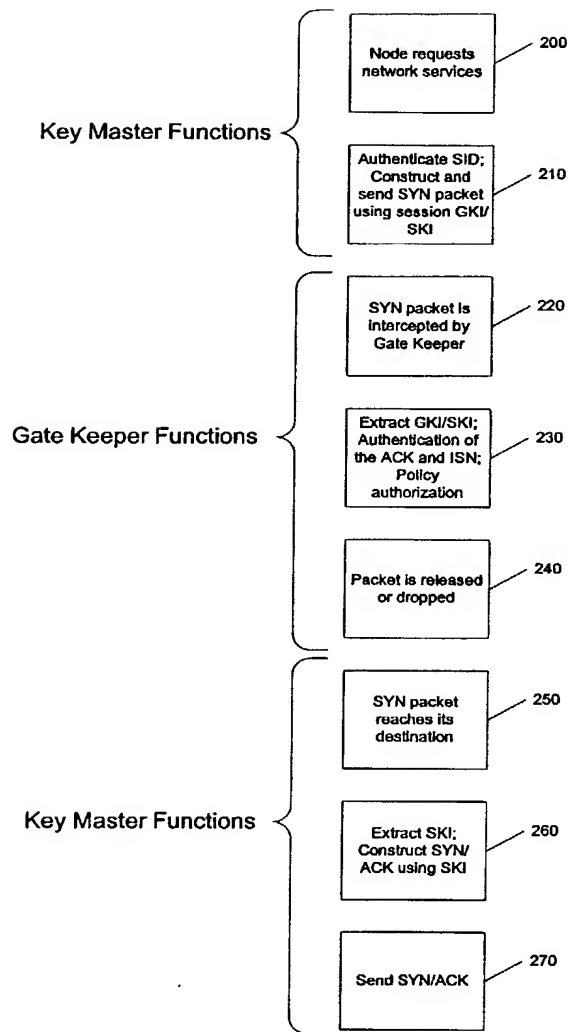 Key Master Functions
Node requests
network services
200
Authenticate SID;
Construct and
send SYN packet
using session GKI/
SKI
210
Gate Keeper Functions
SYN packet is
intercepted by
Gate Keeper
220
Extract GKI/SKI;
Authentication of
the ACK and ISN;
Policy
authorization
230
Packet is released
or dropped
240
Key Master Functions
SYN packet
reaches its
destination
250
Extract SKI;
Construct SYN/
ACK using SKI
260
Send SYN/ACK
270